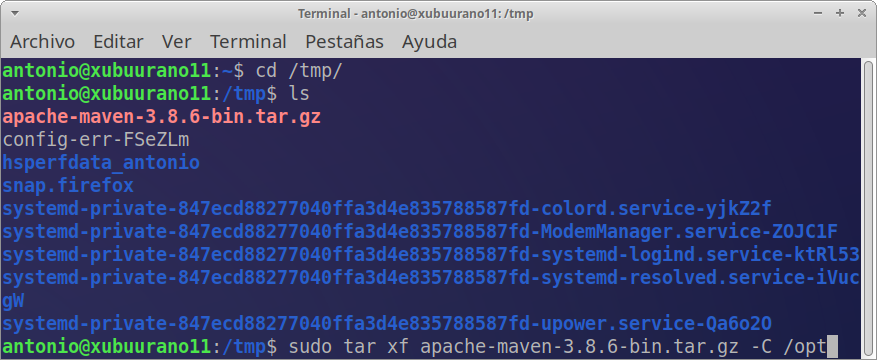 Terminal - antonio@xubuurano11: /tmp
Archivo Editar Ver Terminal Pestañas Ayuda
antonio@xubuurano11:~$ cd /tmp/
antonio@xubuurano11:/tmp$ ls
apache-maven-3.8.6-bin.tar.gz
config-err-FSeZLm
hsperfdata_antonio
snap.firefox
systemd-private-847ecd88277040ffa3d4e835788587fd-colord.service-yjkZ2f
systemd-private-847ecd88277040ffa3d4e835788587fd-ModemManager.service-ZOJC1F
systemd-private-847ecd88277040ffa3d4e835788587fd-systemd-logind.service-ktRl53
systemd-private-847ecd88277040ffa3d4e835788587fd-systemd-resolved.service-iVuc
gW
systemd-private-847ecd88277040ffa3d4e835788587fd-upower.service-Qa6o2O
antonio@xubuurano11:/tmp$ sudo tar xf apache-maven-3.8.6-bin.tar.gz -C /opt